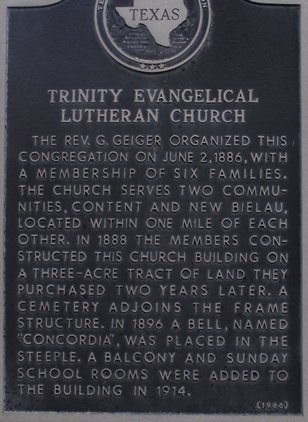 TEXAS
TRINITY EVANGELICAL
LUTHERAN CHURCH
THE REV. G. GEIGER ORGANIZED THIS
CONGREGATION ON JUNE 2, 1886, WITH
A MEMBERSHIP OF SIX FAMILIES.
THE CHURCH SERVES TWO COMMU-
NITIES, CONTENT AND NEW BIELAU,
LOCATED WITHIN ONE MILE OF EACH
OTHER. IN 1888 THE MEMBERS CON-
STRUCTED THIS CHURCH BUILDING ON
A THREE-ACRE TRACT OF LAND THEY
PURCHASED TWO YEARS LATER. A
CEMETERY ADJOINS THE FRAME
STRUCTURE. IN 1896 A BELL, NAMED
"CONCORDIA", WAS PLACED IN THE
STEEPLE. A BALCONY AND SUNDAY
SCHOOL ROOMS WERE ADDED TO
THE BUILDING IN 1914.